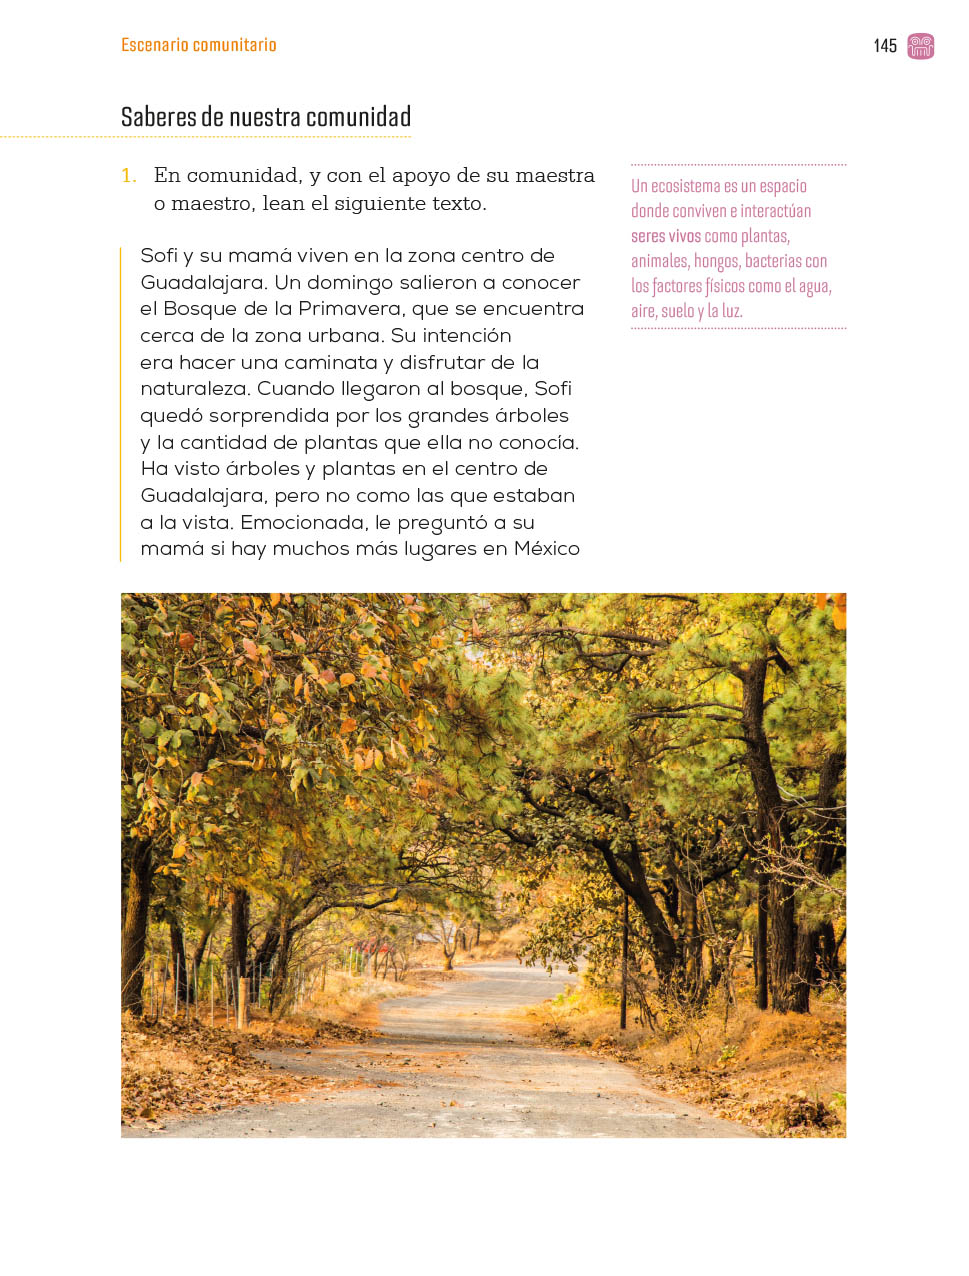 Escenario comunitario
145
Saberes de nuestra comunidad
1. En comunidad, y con el apoyo de su maestra
o maestro, lean el siguiente texto.
Un ecosistema es un espacio
donde conviven e interactúan
seres vivos como plantas,
animales, hongos, bacterias con
los factores físicos como el agua,
aire, suelo y la luz.
Sofi y su mamá viven en la zona centro de
Guadalajara. Un domingo salieron a conocer
el Bosque de la Primavera, que se encuentra
cerca de la zona urbana. Su intención
era hacer una caminata y disfrutar de la
naturaleza. Cuando llegaron al bosque, Sofi
quedó sorprendida por los grandes árboles
y la cantidad de plantas que ella no conocía.
Ha visto árboles y plantas en el centro de
Guadalajara, pero no como las que estaban
a la vista. Emocionada, le preguntó a su
mamá si hay muchos más lugares en México